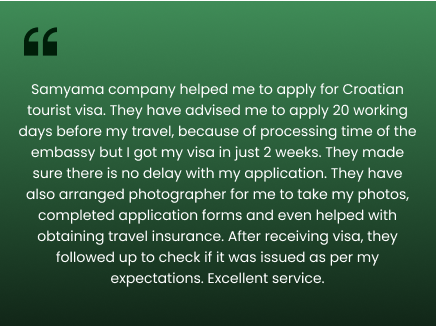 Samyama company helped me to apply for Croatian
tourist visa. They have advised me to apply 20 working
days before my travel, because of processing time of the
embassy but I got my visa in just 2 weeks. They made
sure there is no delay with my application. They have
also arranged photographer for me to take my photos,
completed application forms and even helped with
obtaining travel insurance. After receiving visa, they
followed up to check if it was issued as per my
expectations. Excellent service.